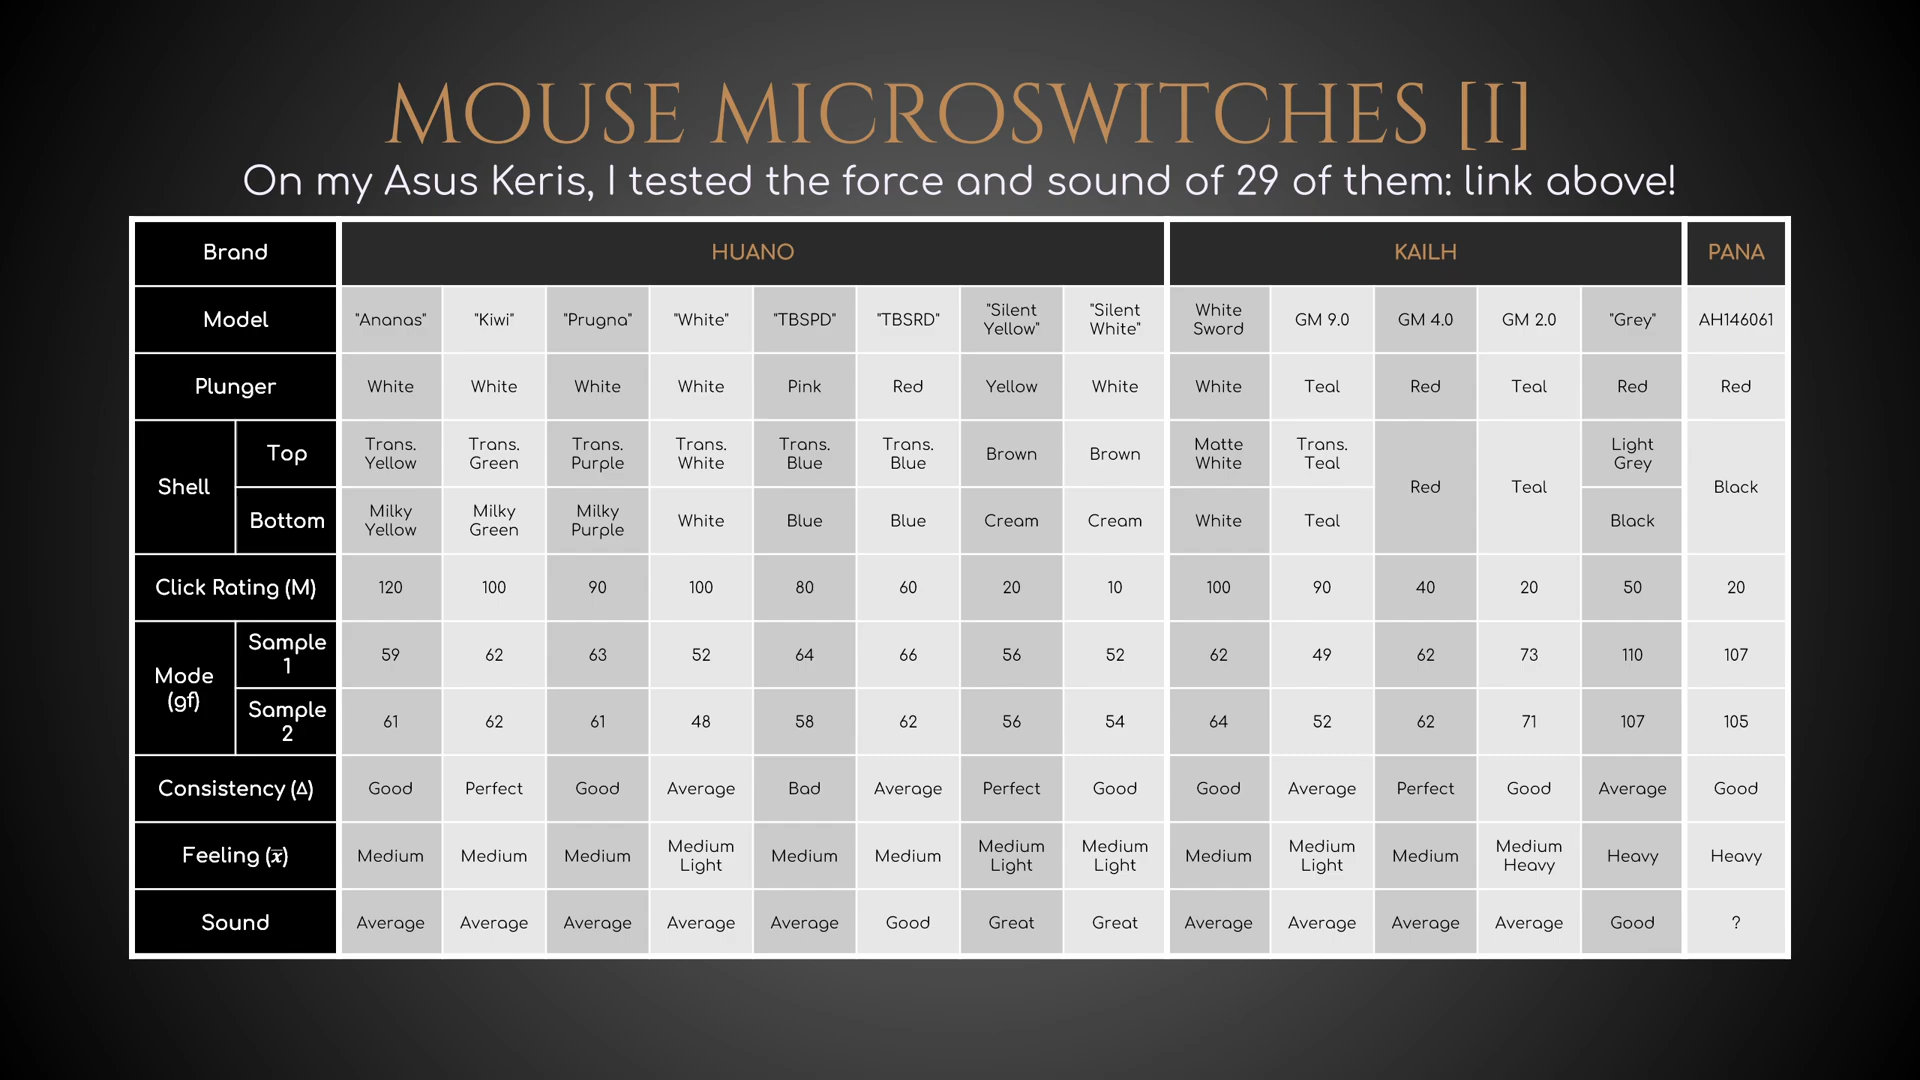 MOUSE MICROSWITCHES [I]
On my Asus Keris, I tested the force and sound of 29 of them: link above!
Brand HUANO KAILH PANA
Model "Ananas" "Kiwi" "Prugna" "White" "TBSPD" "TBSRD" "Silent Yellow" "Silent White" White Sword GM 9.0 GM 4.0 GM 2.0 "Grey" AH146061
Plunger White White White White Pink Red Yellow White White Teal Red Teal Red Red
Shell
Top Trans. Yellow Trans. Green Trans. Purple Trans. White Trans. Blue Trans. Blue Brown Brown Matte White Trans. Teal Red Teal Light Grey Black
Bottom Milky Yellow Milky Green Milky Purple White Blue Blue Cream Cream White Teal Black
Click Rating (M) 120 100 90 100 80 60 20 10 100 90 40 20 50 20
Mode (gf)
Sample 1 59 62 63 52 64 66 56 52 62 49 62 73 110 107
Sample 2 61 62 61 48 58 62 56 54 64 52 62 71 107 105
Consistency (Δ) Good Perfect Good Average Bad Average Perfect Good Good Average Perfect Good Average Good
Feeling (x̅) Medium Medium Medium Medium Light Medium Medium Medium Light Medium Light Medium Medium Light Medium Medium Heavy Heavy Heavy
Sound Average Average Average Average Average Good Great Great Average Average Average Average Good ?